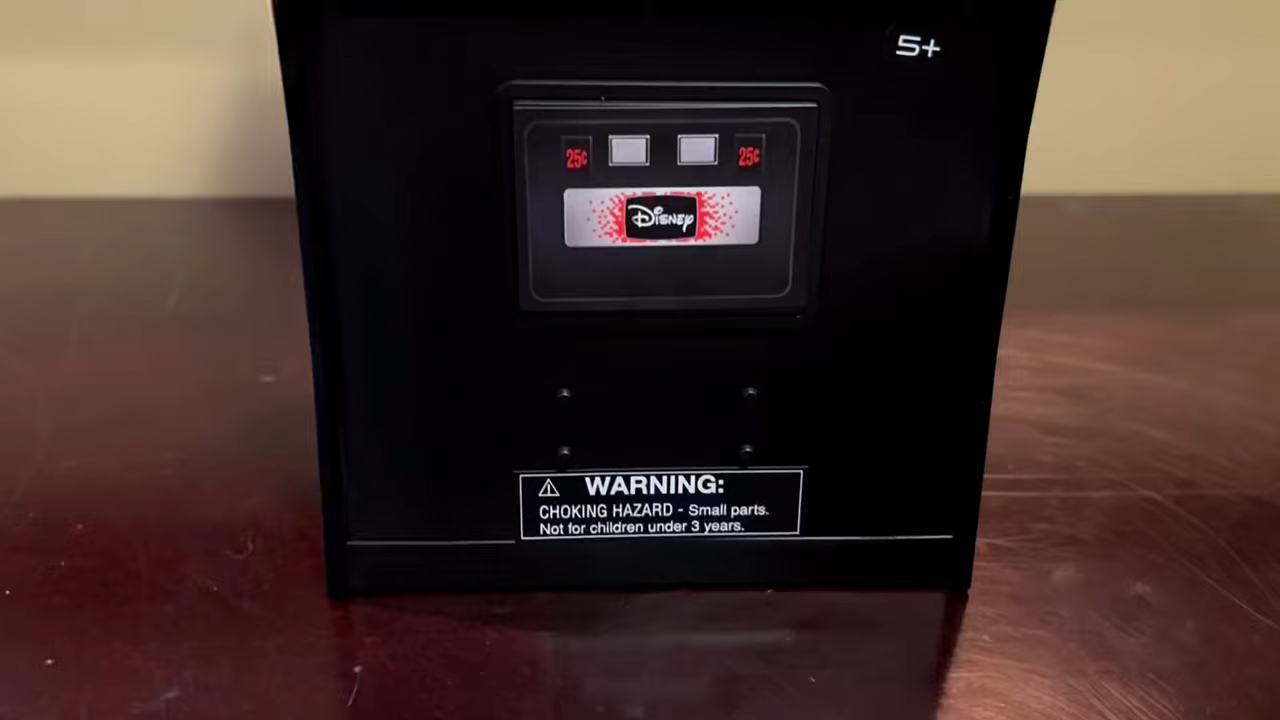 5+
25¢ 25¢
Disney
WARNING:
CHOKING HAZARD - Small parts.
Not for children under 3 years.